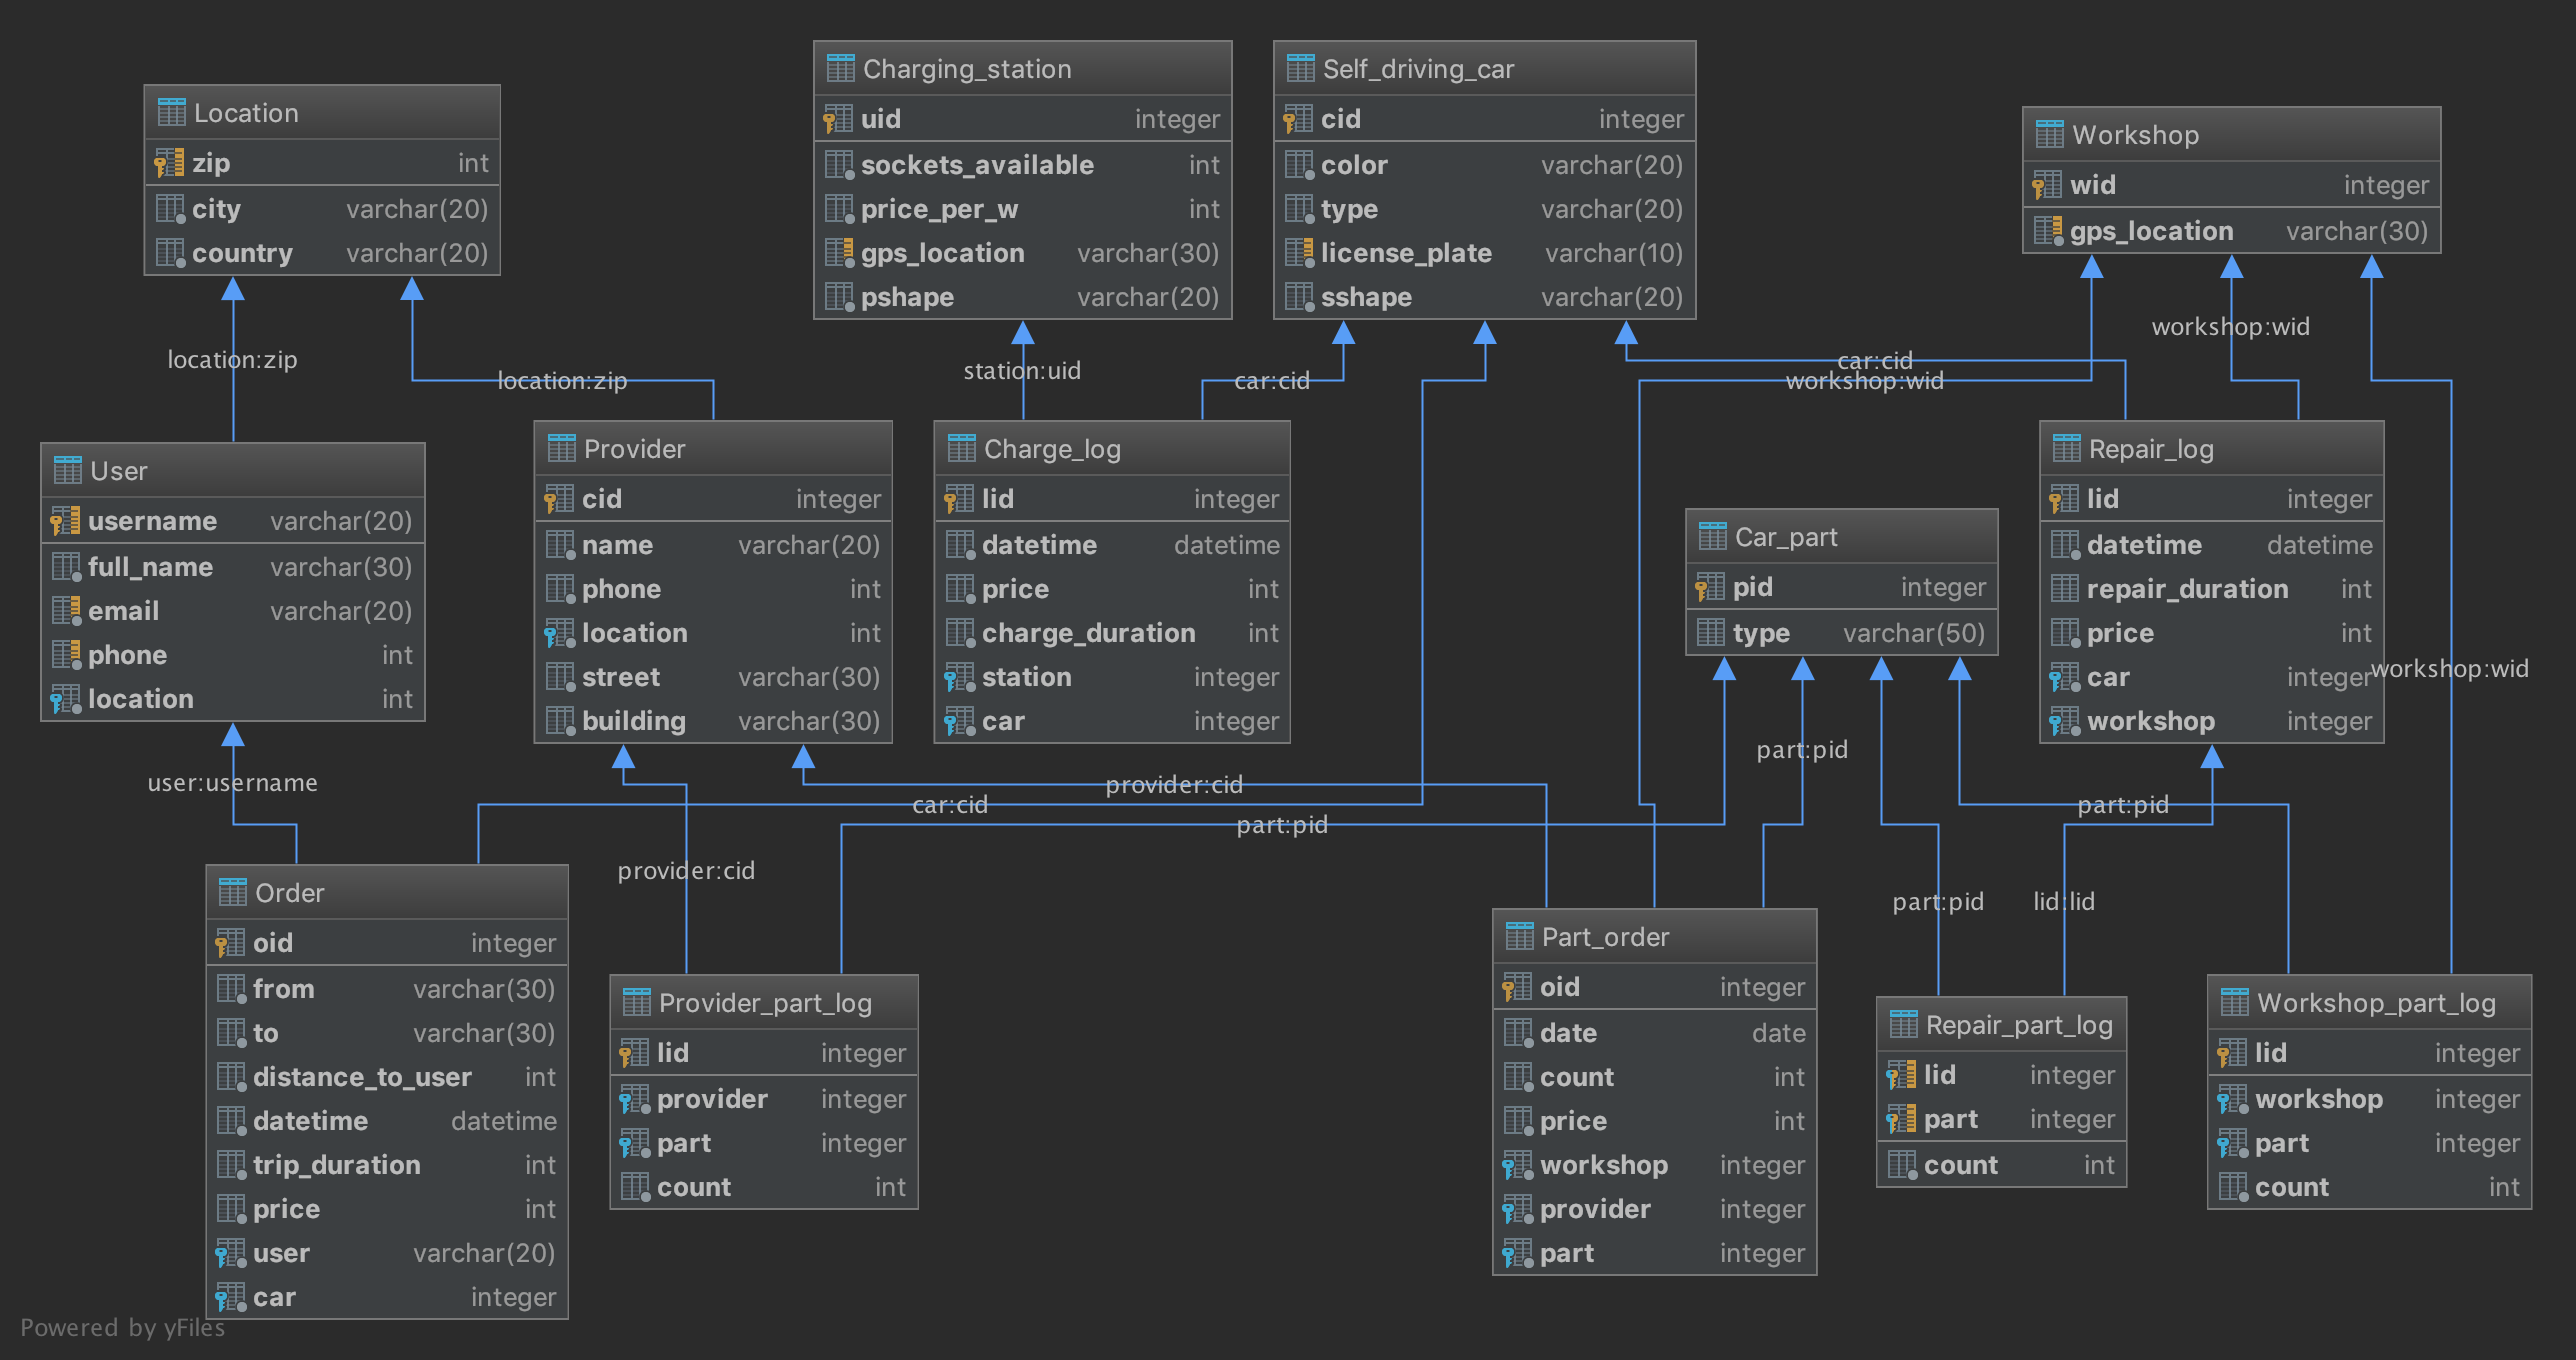 Location
zip int
city varchar(20)
country varchar(20)
Charging_station
uid integer
sockets_available int
price_per_w int
gps_location varchar(30)
pshape varchar(20)
Self_driving_car
cid integer
color varchar(20)
type varchar(20)
license_plate varchar(10)
sshape varchar(20)
Workshop
wid integer
gps_location varchar(30)
location:zip
location:zip
station:uid
car:cid
car:cid
workshop:wid
workshop:wid
User
username varchar(20)
full_name varchar(30)
email varchar(20)
phone int
location int
Provider
cid integer
name varchar(20)
phone int
location int
street varchar(30)
building varchar(30)
Charge_log
lid integer
datetime datetime
price int
charge_duration int
station integer
car integer
Car_part
pid integer
type varchar(50)
Repair_log
lid integer
datetime datetime
repair_duration int
price int
car integer
workshop integer
workshop:wid
user:username
provider:cid
car:cid
part:pid
part:pid
part:pid
provider:cid
part:pid
lid:lid
Order
oid integer
from varchar(30)
to varchar(30)
distance_to_user int
datetime datetime
trip_duration int
price int
user varchar(20)
car integer
Provider_part_log
lid integer
provider integer
part integer
count int
Part_order
oid integer
date date
count int
price int
workshop integer
provider integer
part integer
Repair_part_log
lid integer
part integer
count int
Workshop_part_log
lid integer
workshop integer
part integer
count int
Powered by yFiles